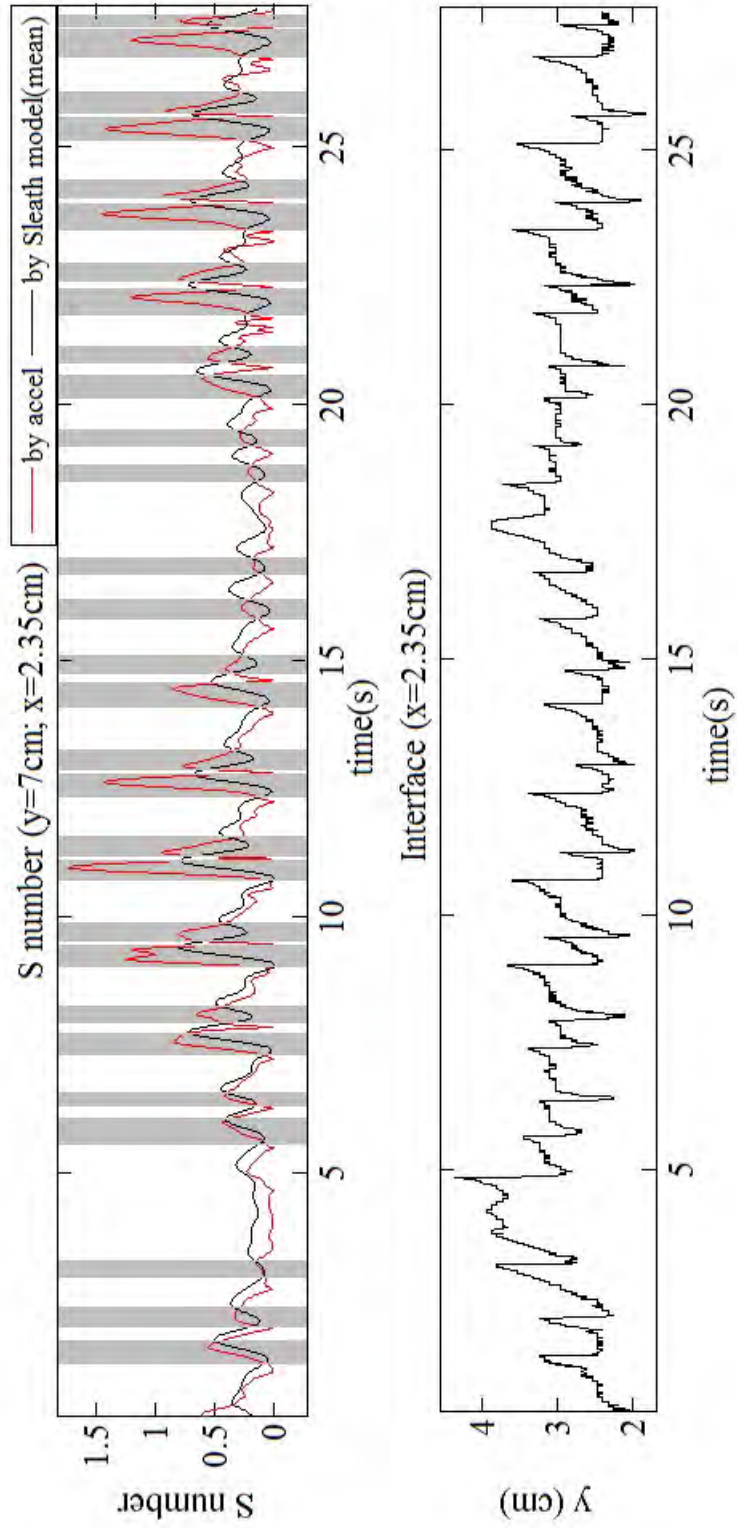 S number (y=7cm; x=2.35cm)
by accel
by Sleath model(mean)
S number
1.5
1
0.5
0
5
10
15
20
25
time(s)
Interface (x=2.35cm)
y (cm)
4
3
2
5
10
15
20
25
time(s)